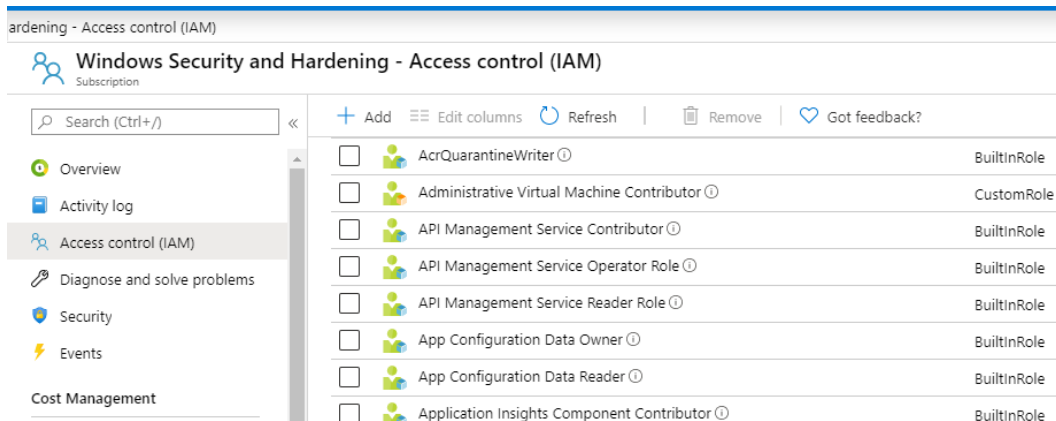 ardening - Access control (IAM)
Windows Security and Hardening - Access control (IAM)
Subscription
Search (Ctrl+/)
«
Overview
Activity log
Access control (IAM)
Diagnose and solve problems
Security
Events
Cost Management
Add Edit columns Refresh Remove Got feedback?
AcrQuarantineWriter BuiltInRole
Administrative Virtual Machine Contributor CustomRole
API Management Service Contributor BuiltInRole
API Management Service Operator Role BuiltInRole
API Management Service Reader Role BuiltInRole
App Configuration Data Owner BuiltInRole
App Configuration Data Reader BuiltInRole
Application Insights Component Contributor BuiltInRole